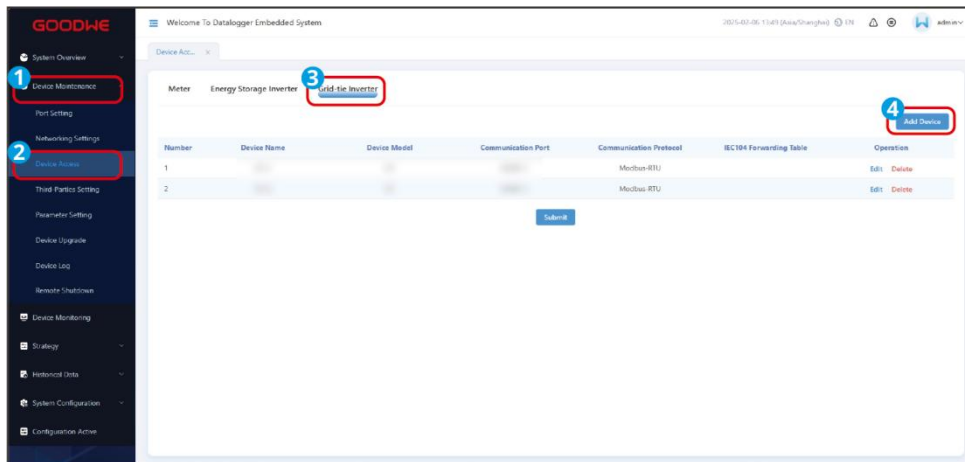 GOODWE
Welcome To Datalogger Embedded System
2025-02-06 13:49 (Asia/Shanghai) EN
admin
System Overview
Device Acc... ×
1
Device Maintenance
Meter Energy Storage Inverter 3 Grid-tie Inverter
4
Add Device
Port Setting
Networking Settings
Number Device Name Device Model Communication Port Communication Protocol IEC104 Forwarding Table Operation
2
Device Access
1 Modbus-RTU Edit Delete
Third-Parties Setting
2 Modbus-RTU Edit Delete
Parameter Setting
Submit
Device Upgrade
Device Log
Remote Shutdown
Device Monitoring
Strategy
Historical Data
System Configuration
Configuration Active